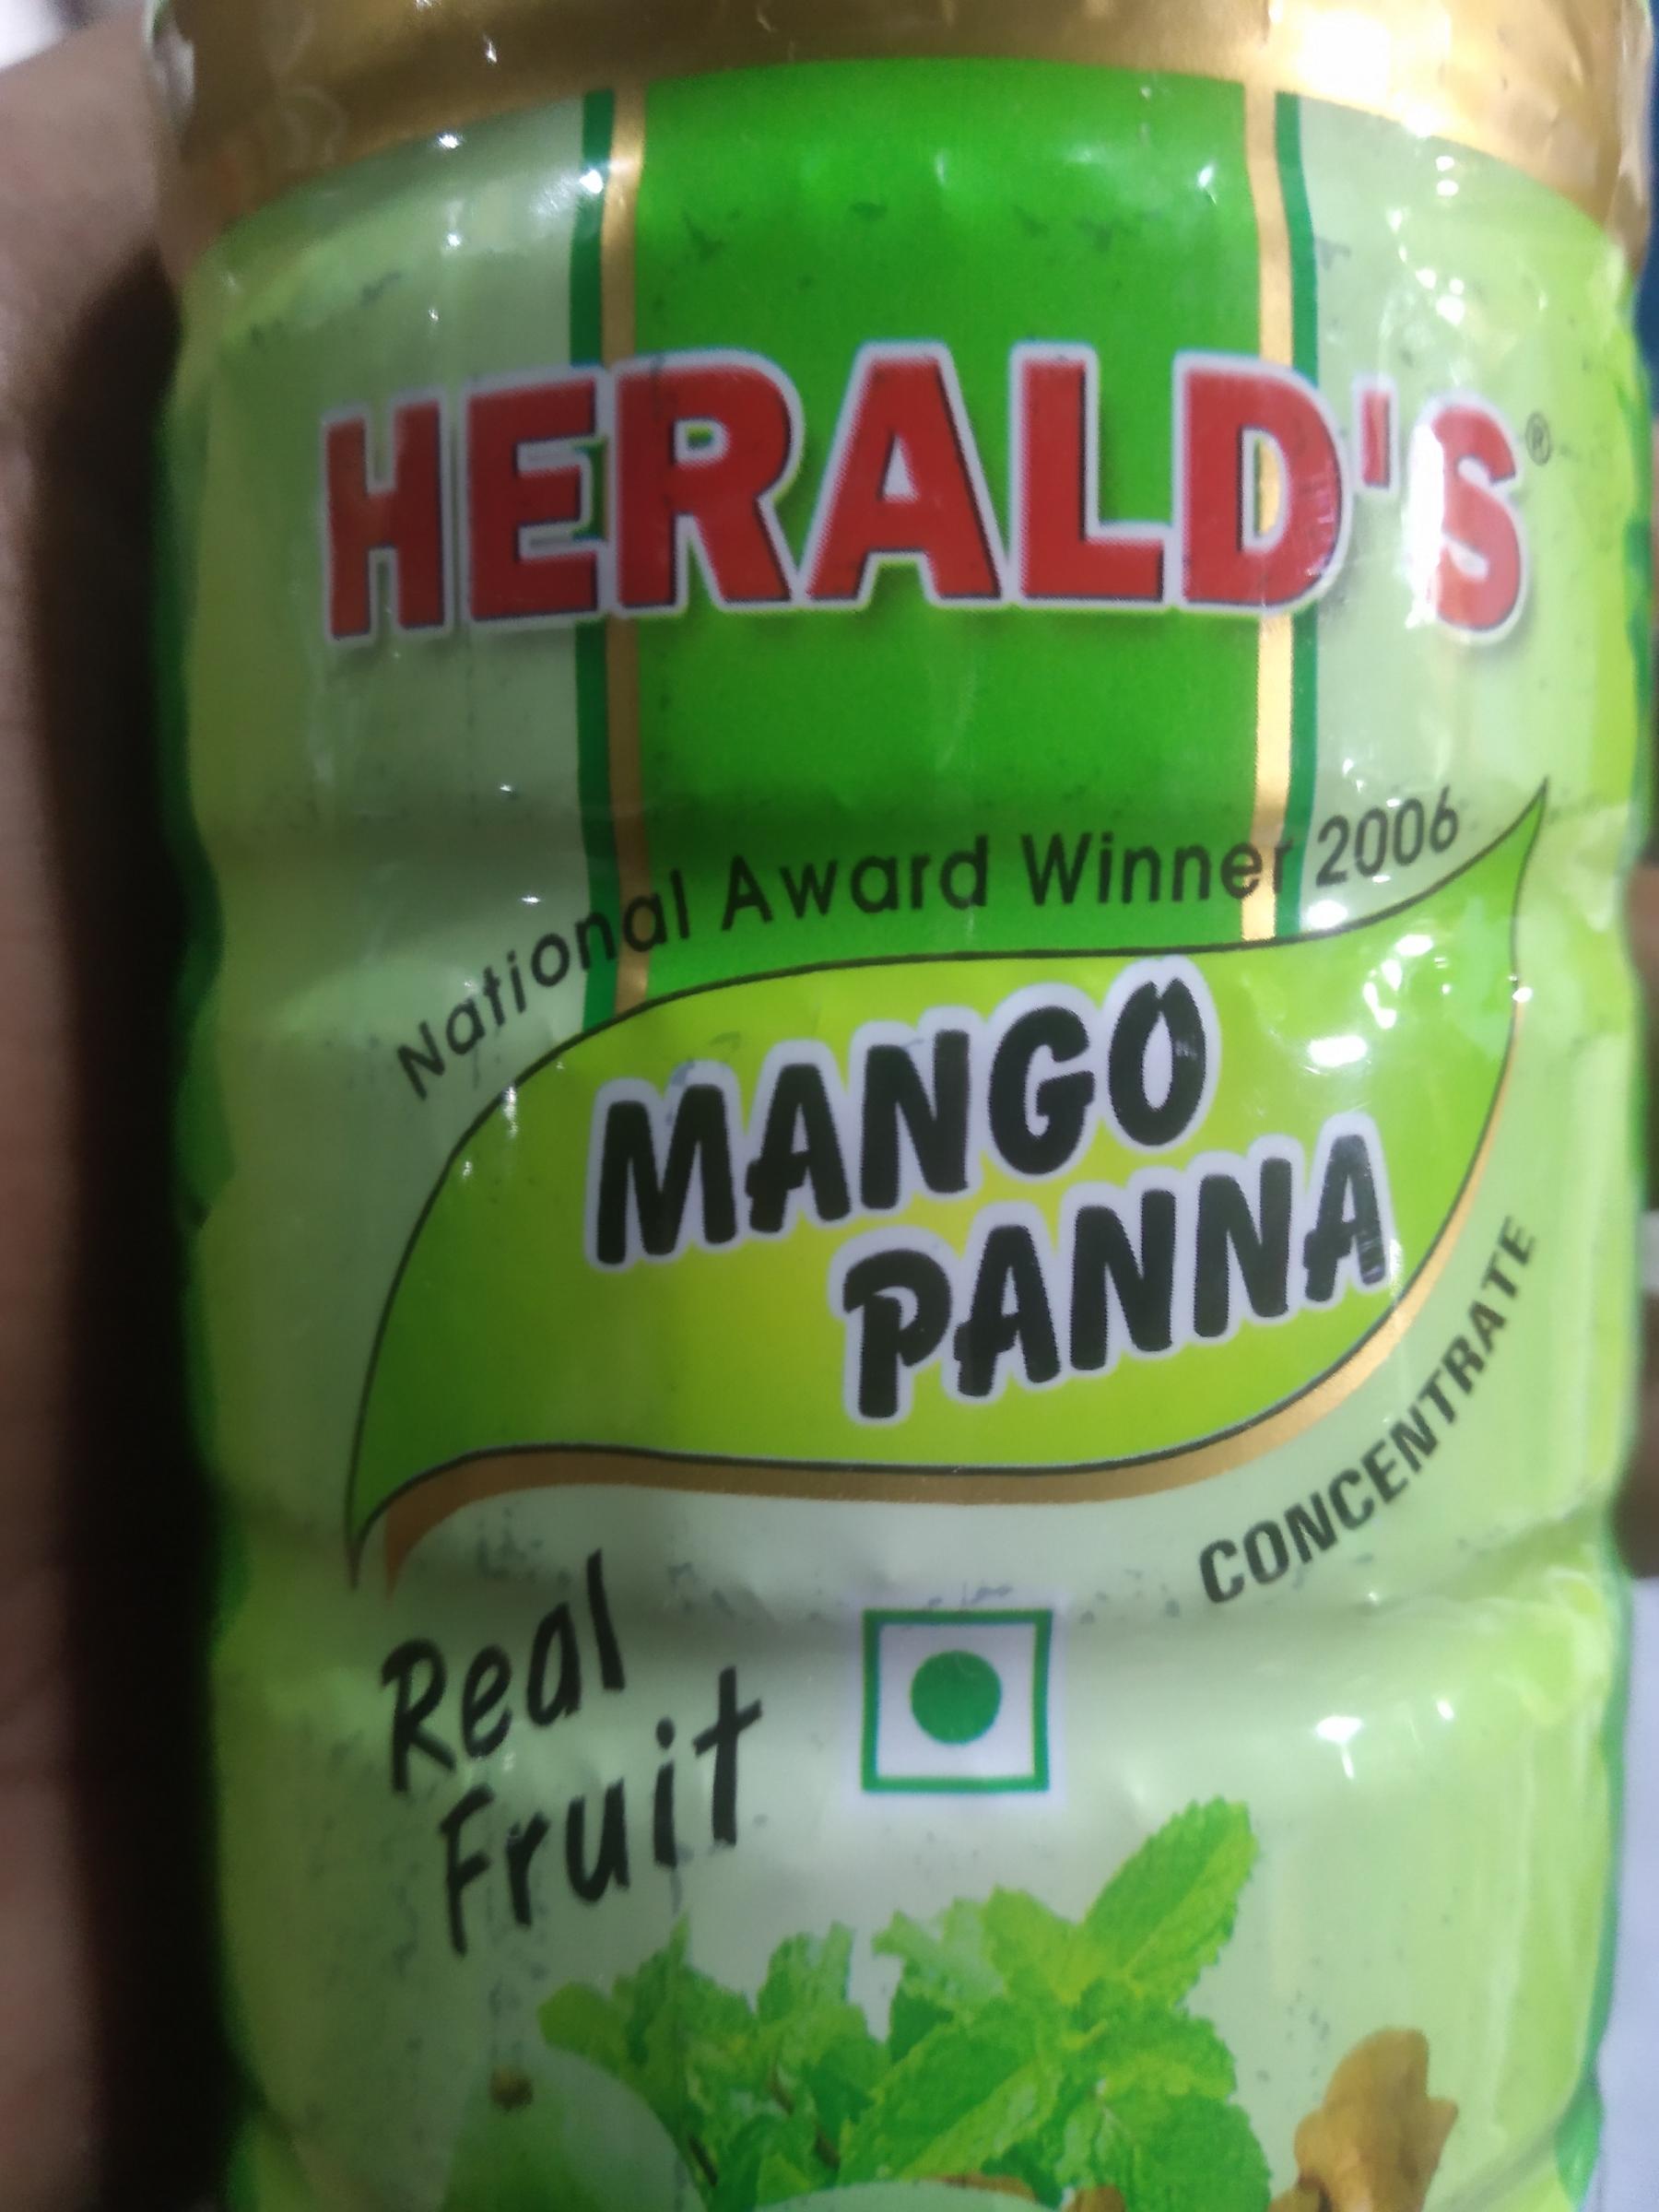 HERALD'S®
National Award Winner 2006
MANGO
PANNA
CONCENTRATE
Real
Fruit